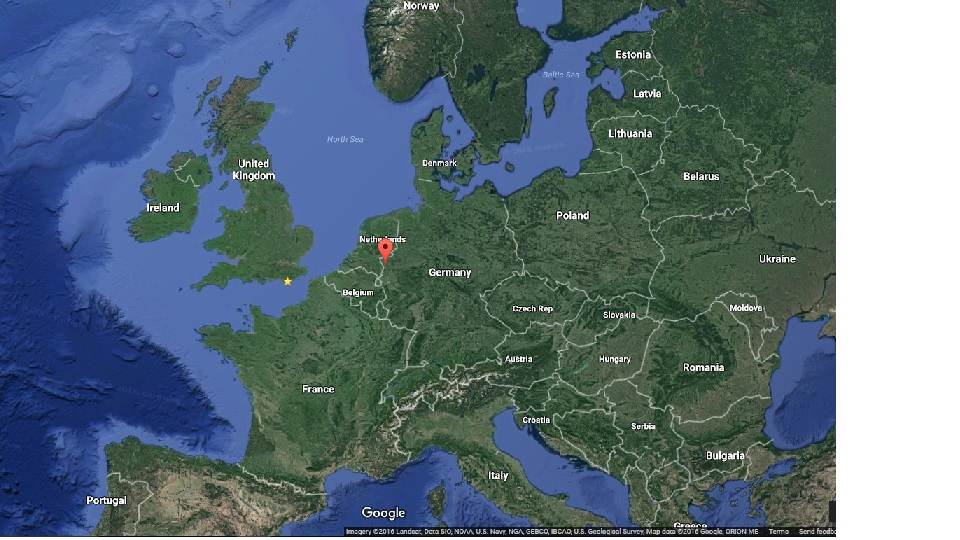 Norway
Estonia
Baltic Sea
Latvia
Lithuania
North Sea
Denmark
United
Kingdom
Belarus
Ireland
Poland
Netherlands
Ukraine
Germany
Belgium
Czech Rep
Moldova
Slovakia
Austria
Hungary
Romania
France
Croatia
Serbia
Bulgaria
Italy
Portugal
Google
Greece
Imagery ©2016 Landsat, Data SIO, NOAA, U.S. Navy, NGA, GEBCO, IBCAO, U.S. Geological Survey, Map data ©2016 Google, ORION-ME Terms Send feedba